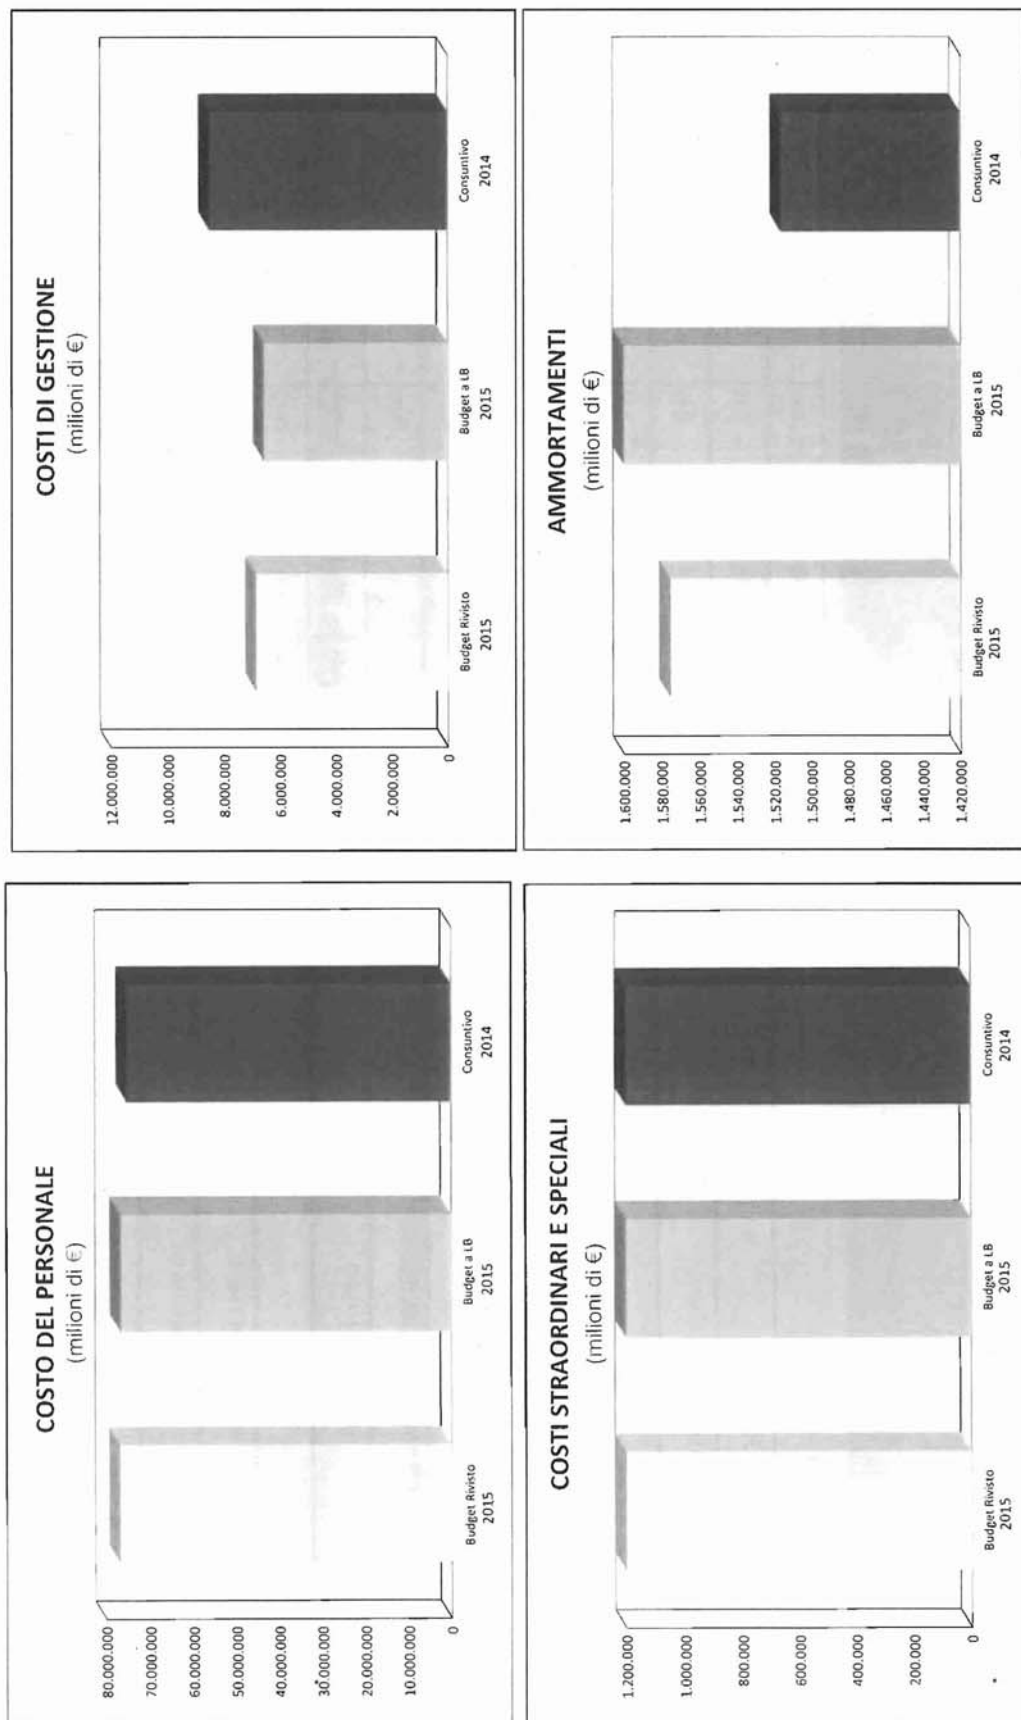 COSTO DEL PERSONALE
(milioni di €)
80.000.000
70.000.000
60.000.000
50.000.000
40.000.000
30.000.000
20.000.000
10.000.000
0
Budget Rivisto
2015
Budget a LB
2015
Consuntivo
2014
COSTI DI GESTIONE
(milioni di €)
12.000.000
10.000.000
8.000.000
6.000.000
4.000.000
2.000.000
0
Budget Rivisto
2015
Budget a LB
2015
Consuntivo
2014
COSTI STRAORDINARI E SPECIALI
(milioni di €)
1.200.000
1.000.000
800.000
600.000
400.000
200.000
0
Budget Rivisto
2015
Budget a LB
2015
Consuntivo
2014
AMMORTAMENTI
(milioni di €)
1.600.000
1.580.000
1.560.000
1.540.000
1.520.000
1.500.000
1.480.000
1.460.000
1.440.000
1.420.000
Budget Rivisto
2015
Budget a LB
2015
Consuntivo
2014